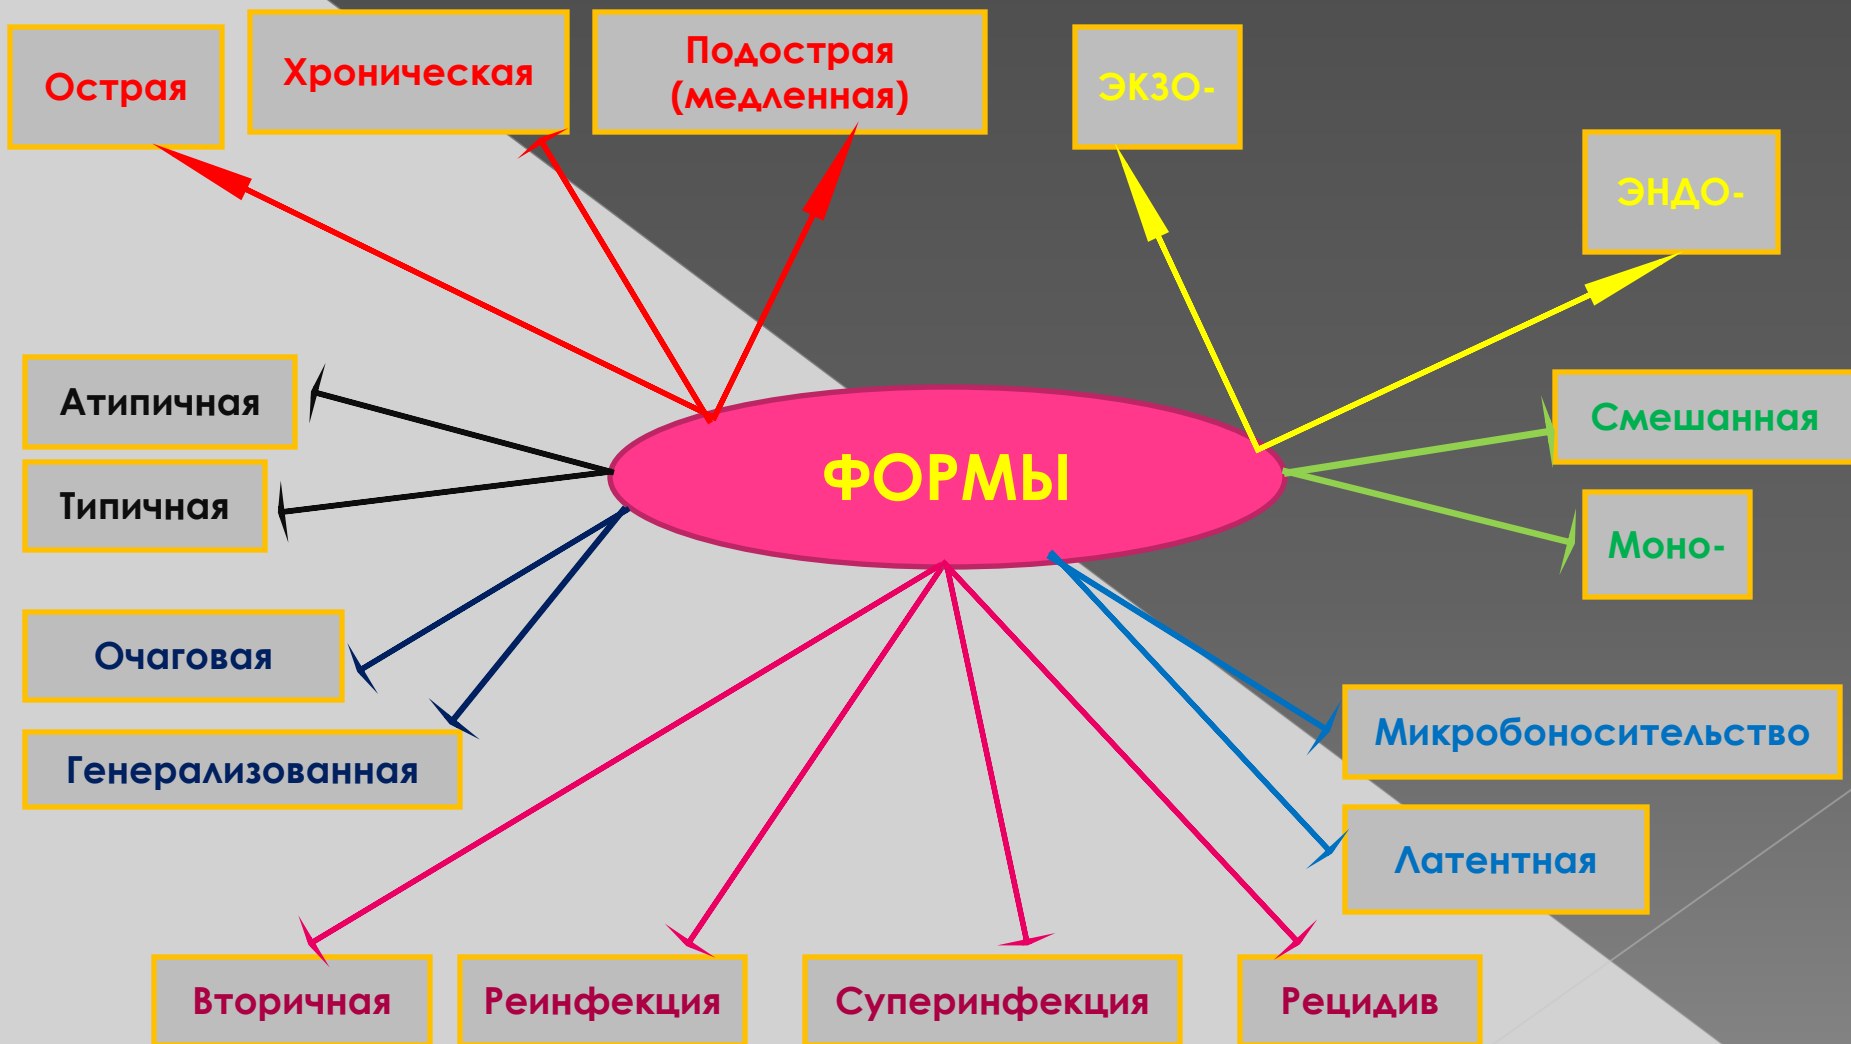 Острая
Хроническая
Подострая
(медленная)
ЭКЗО-
ЭНДО-
Атипичная
Типичная
ФОРМЫ
Смешанная
Моно-
Очаговая
Генерализованная
Микробоносительство
Латентная
Вторичная
Реинфекция
Суперинфекция
Рецидив